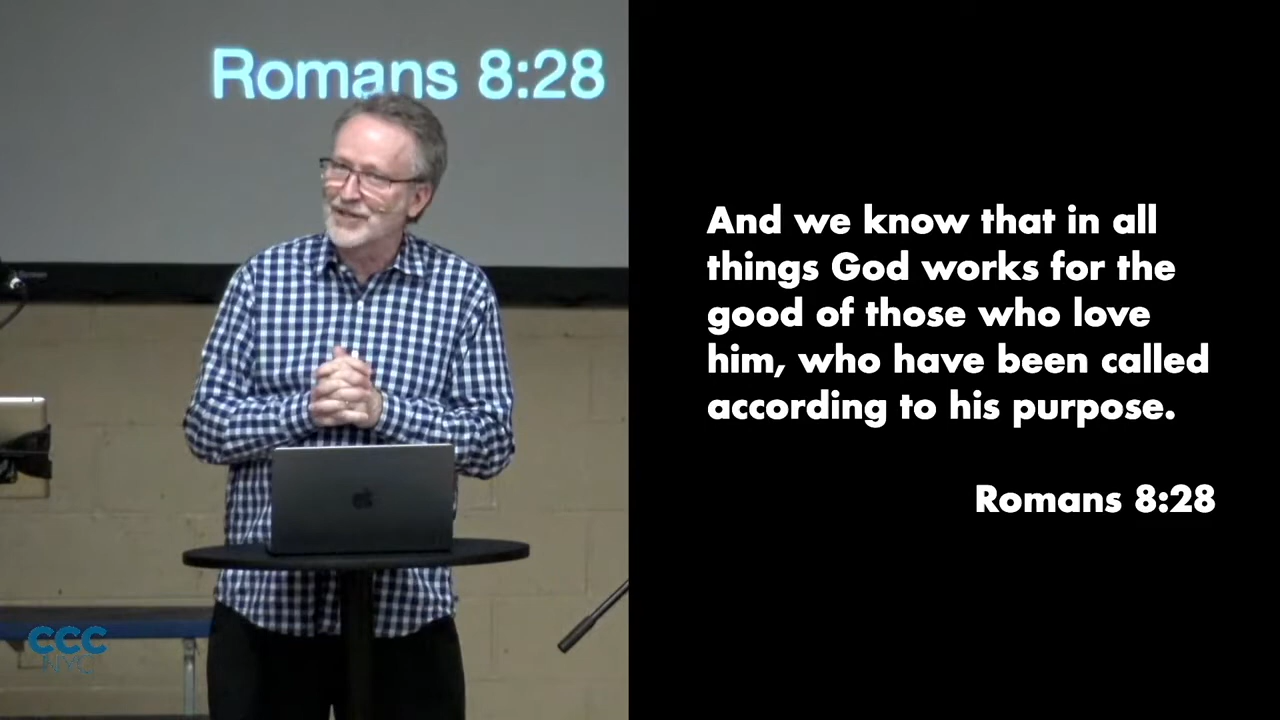 Romans 8:28
And we know that in all
things God works for the
good of those who love
him, who have been called
according to his purpose.
Romans 8:28
CCC
NYC